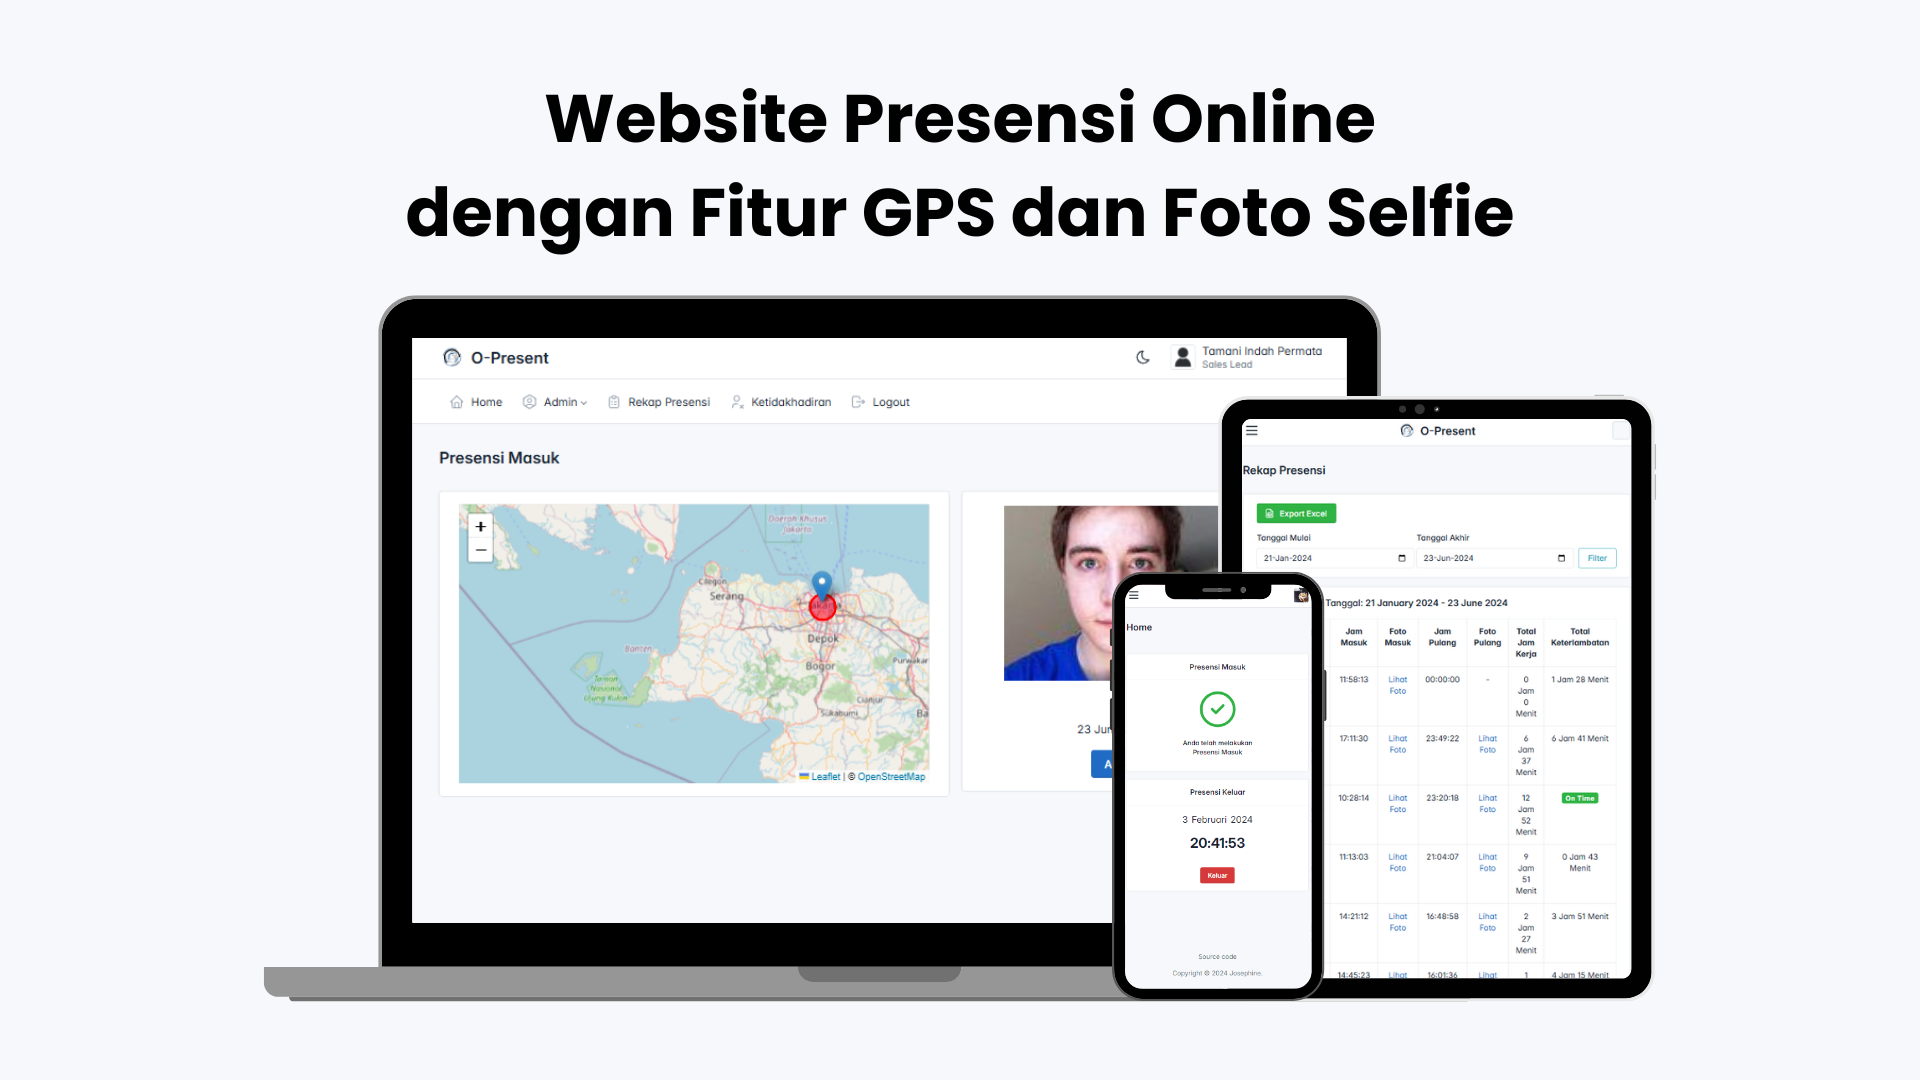 Website Presensi Online
dengan Fitur GPS dan Foto Selfie
O-Present
Tamani Indah Permata
Sales Lead
Home
Admin
Rekap Presensi
Ketidakhadiran
Logout
Presensi Masuk
+
−
Daerah Khusus
Jakarta
Cilegon
Serang
Jakarta
Depok
Banten
Bogor
Purwakar
Taman
Nasional
Ujung Kulon
Cianjur
Sukabumi
Ba
Leaflet | © OpenStreetMap
23 Jun
A
O-Present
Rekap Presensi
Export Excel
Tanggal Mulai
Tanggal Akhir
21-Jan-2024
23-Jun-2024
Filter
Tanggal: 21 January 2024 - 23 June 2024
Jam
Masuk
Foto
Masuk
Jam
Pulang
Foto
Pulang
Total
Jam
Kerja
Total
Keterlambatan
11:58:13
Lihat
Foto
00:00:00
-
0
Jam
0
Menit
1 Jam 28 Menit
17:11:30
Lihat
Foto
23:49:22
Lihat
Foto
6
Jam
37
Menit
6 Jam 41 Menit
10:28:14
Lihat
Foto
23:20:18
Lihat
Foto
12
Jam
52
Menit
On Time
11:13:03
Lihat
Foto
21:04:07
Lihat
Foto
9
Jam
51
Menit
0 Jam 43
Menit
14:21:12
Lihat
Foto
16:48:58
Lihat
Foto
2
Jam
27
Menit
3 Jam 51 Menit
14:45:23
Lihat
16:01:36
Lihat
1
4 Jam 15 Menit
Home
Presensi Masuk
Anda telah melakukan
Presensi Masuk
Presensi Keluar
3 Februari 2024
20:41:53
Keluar
Source code
Copyright © 2024 Josephine.